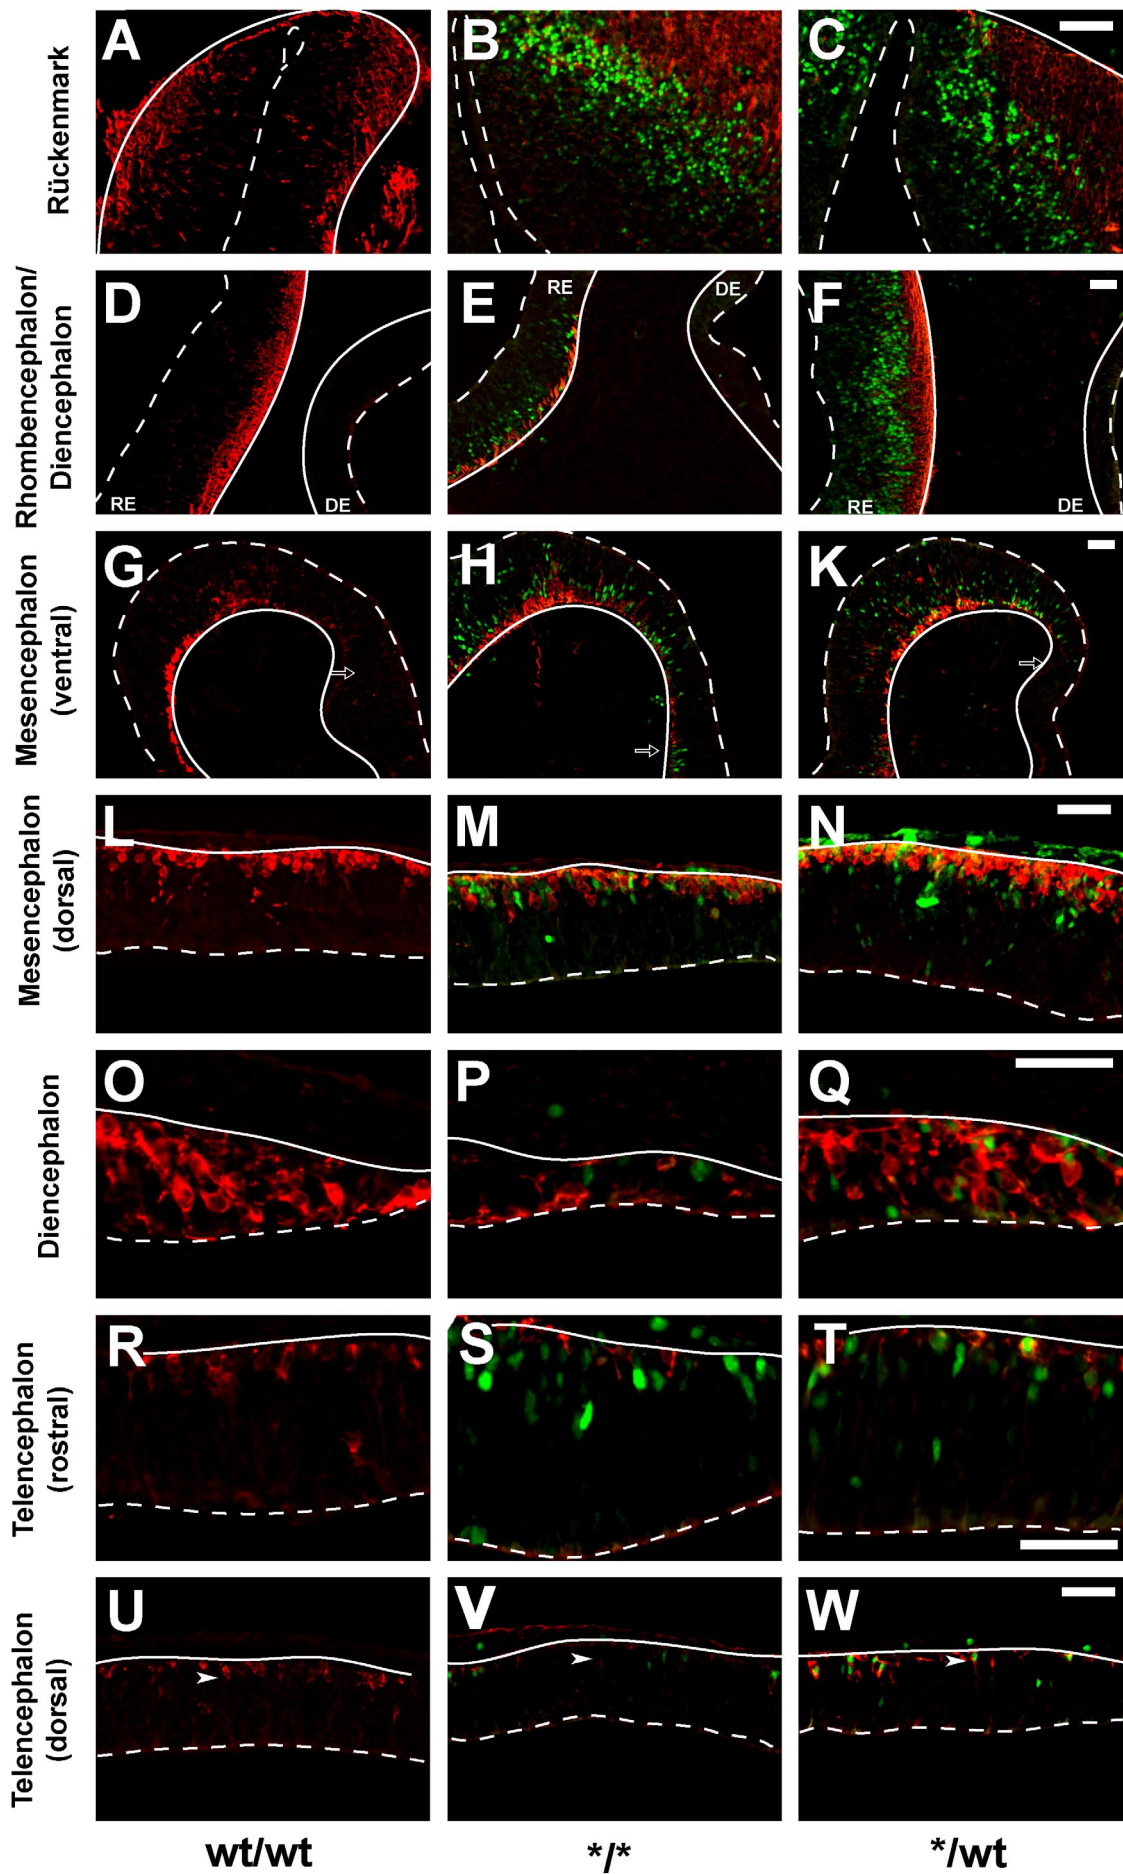 Rückenmark
A
B
C
Rhombencephalon/
Diencephalon
D
RE
DE
E
RE
DE
F
RE
DE
Mesencephalon
(ventral)
G
H
K
Mesencephalon
(dorsal)
L
M
N
Diencephalon
O
P
Q
Telencephalon
(rostral)
R
S
T
Telencephalon
(dorsal)
U
V
W
wt/wt
*/*
*/wt